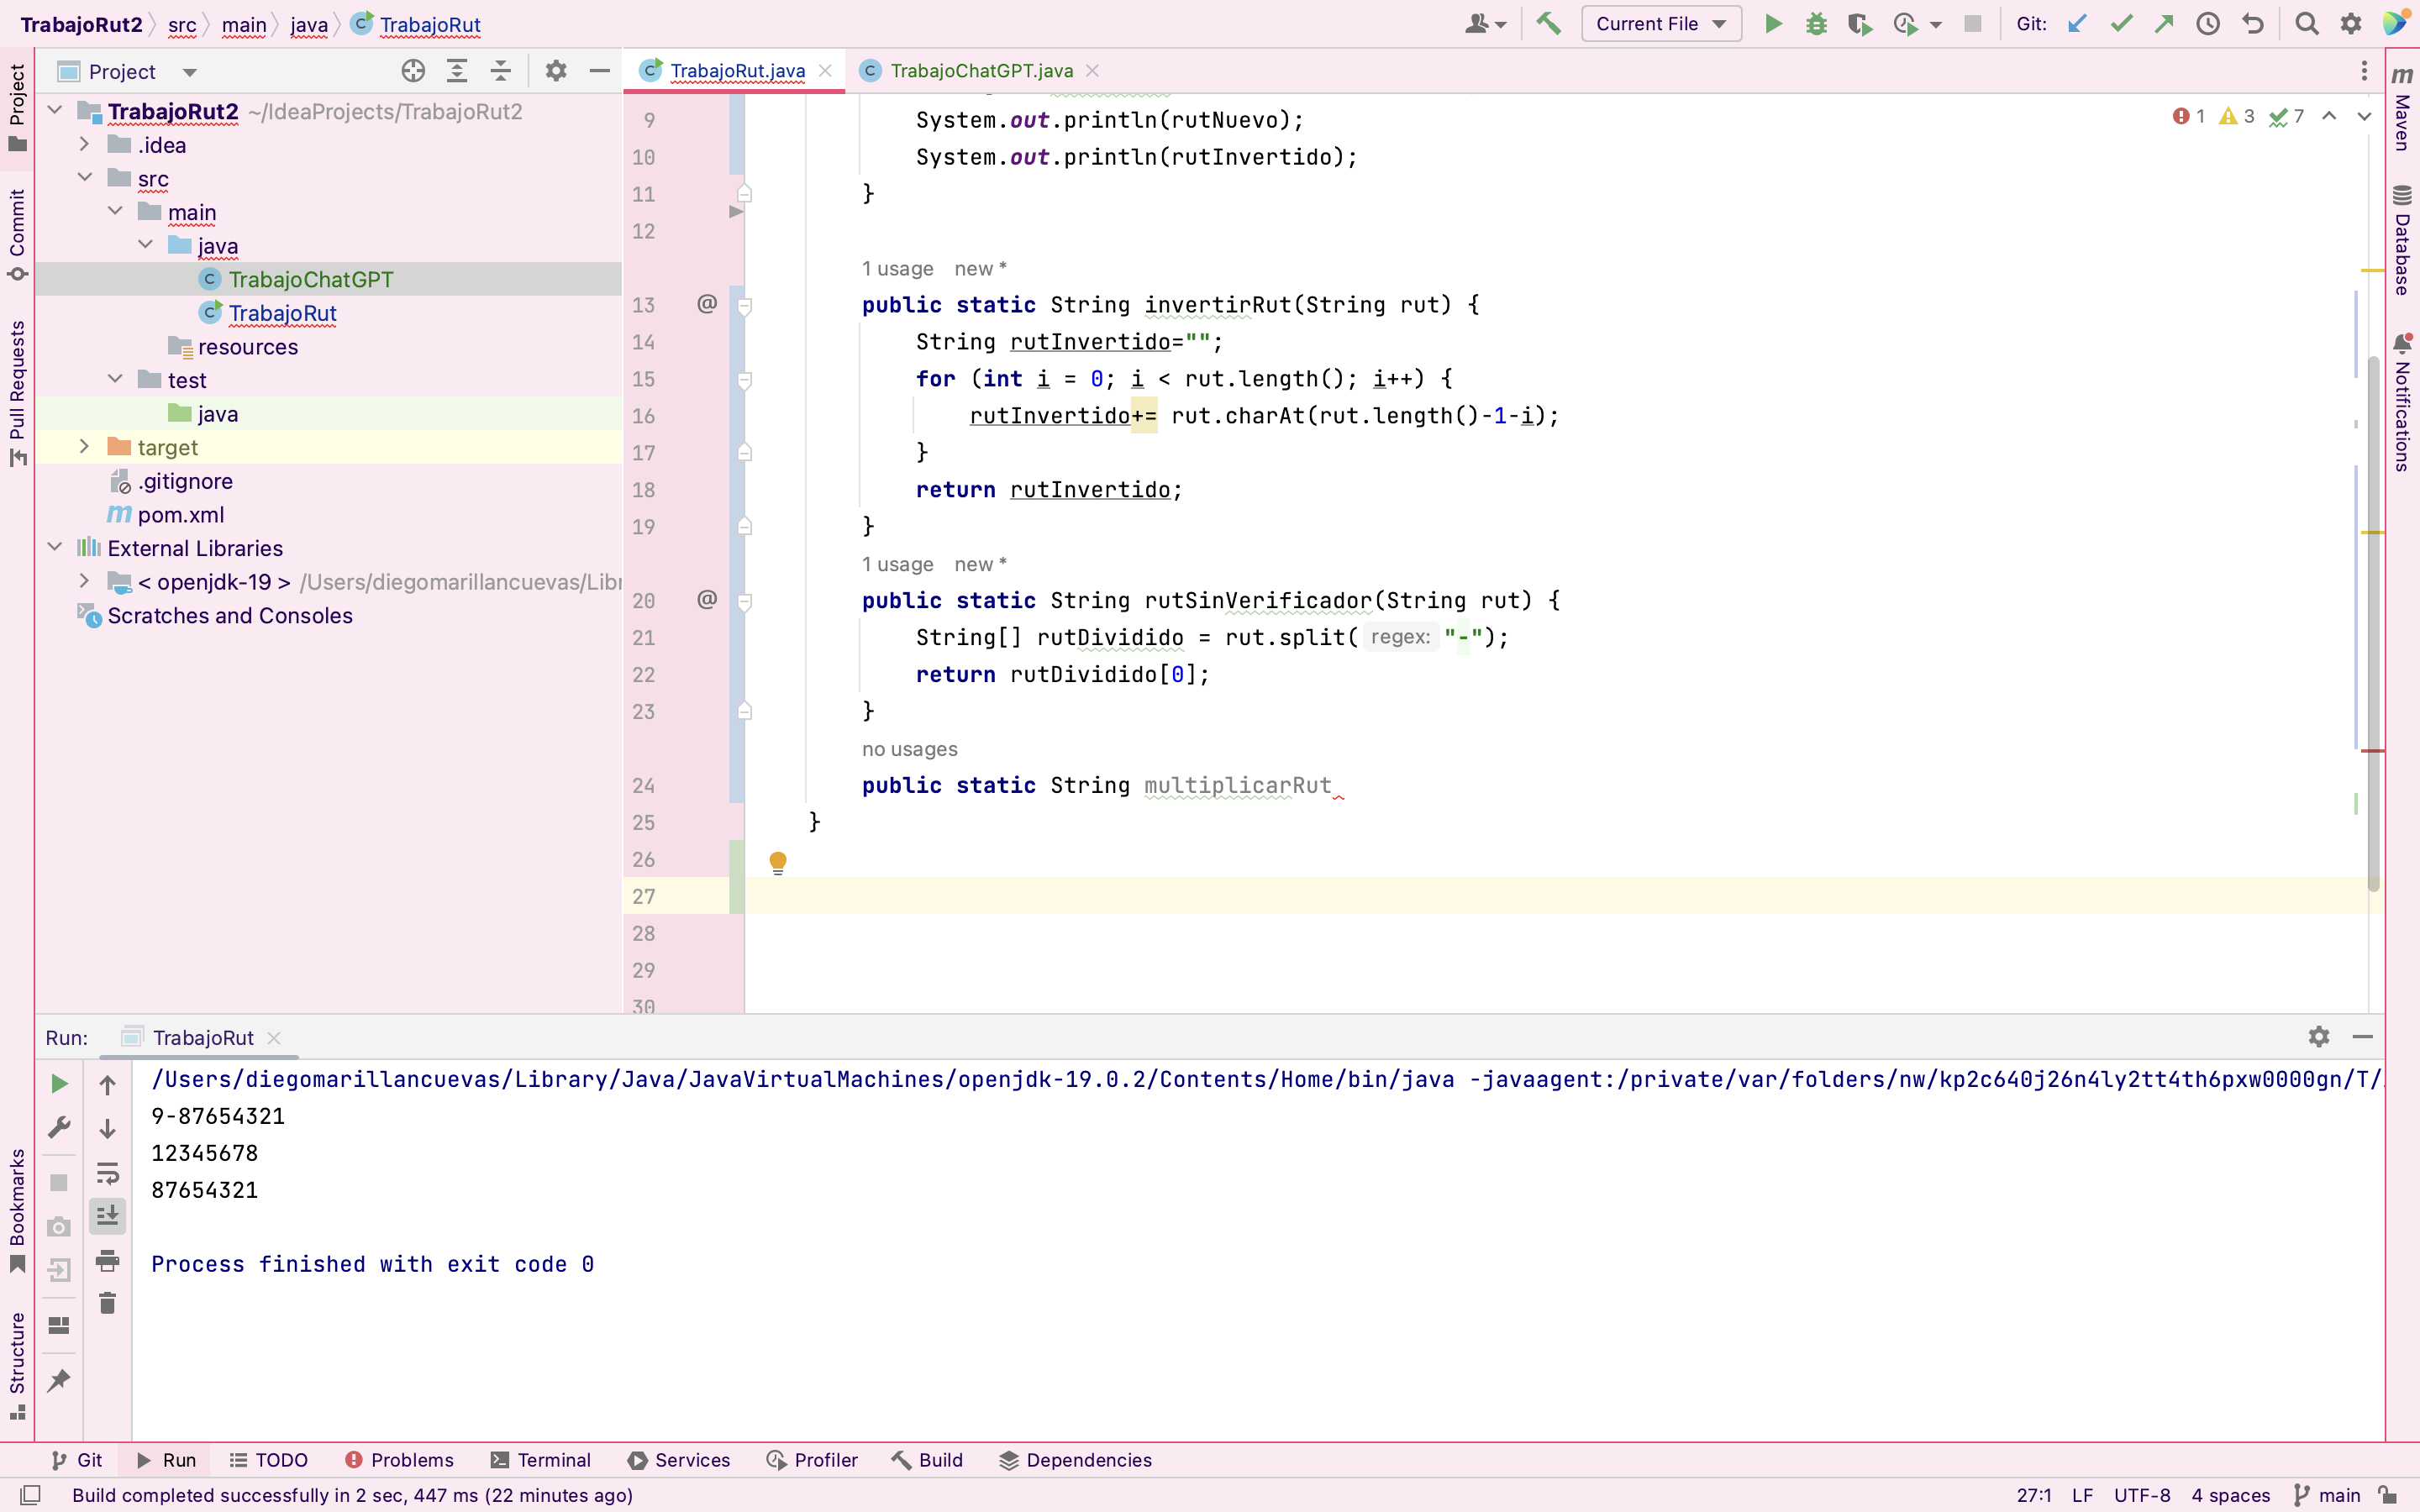 TrabajoRut2 src main java TrabajoRut Current File Git:
Project
TrabajoRut.java TrabajoChatGPT.java
TrabajoRut2 ~/IdeaProjects/TrabajoRut2
.idea
src
main
java
TrabajoChatGPT
TrabajoRut
resources
test
java
target
.gitignore
pom.xml
External Libraries
< openjdk-19 > /Users/diegomarillancuevas/Libr
Scratches and Consoles
Project
Commit
Pull Requests
Bookmarks
Structure
1 3 7
9 System.out.println(rutNuevo);
10 System.out.println(rutInvertido);
11 }
12
1 usage new *
13 @ public static String invertirRut(String rut) {
14 String rutInvertido="";
15 for (int i = 0; i < rut.length(); i++) {
16 rutInvertido+= rut.charAt(rut.length()-1-i);
17 }
18 return rutInvertido;
19 }
1 usage new *
20 @ public static String rutSinVerificador(String rut) {
21 String[] rutDividido = rut.split( regex: "-");
22 return rutDividido[0];
23 }
no usages
24 public static String multiplicarRut
25 }
26
27
28
29
30
m Maven
Database
Notifications
Run: TrabajoRut
/Users/diegomarillancuevas/Library/Java/JavaVirtualMachines/openjdk-19.0.2/Contents/Home/bin/java -javaagent:/private/var/folders/nw/kp2c640j26n4ly2tt4th6pxw0000gn/T/
9-87654321
12345678
87654321
Process finished with exit code 0
Git Run TODO Problems Terminal Services Profiler Build Dependencies
Build completed successfully in 2 sec, 447 ms (22 minutes ago) 27:1 LF UTF-8 4 spaces main